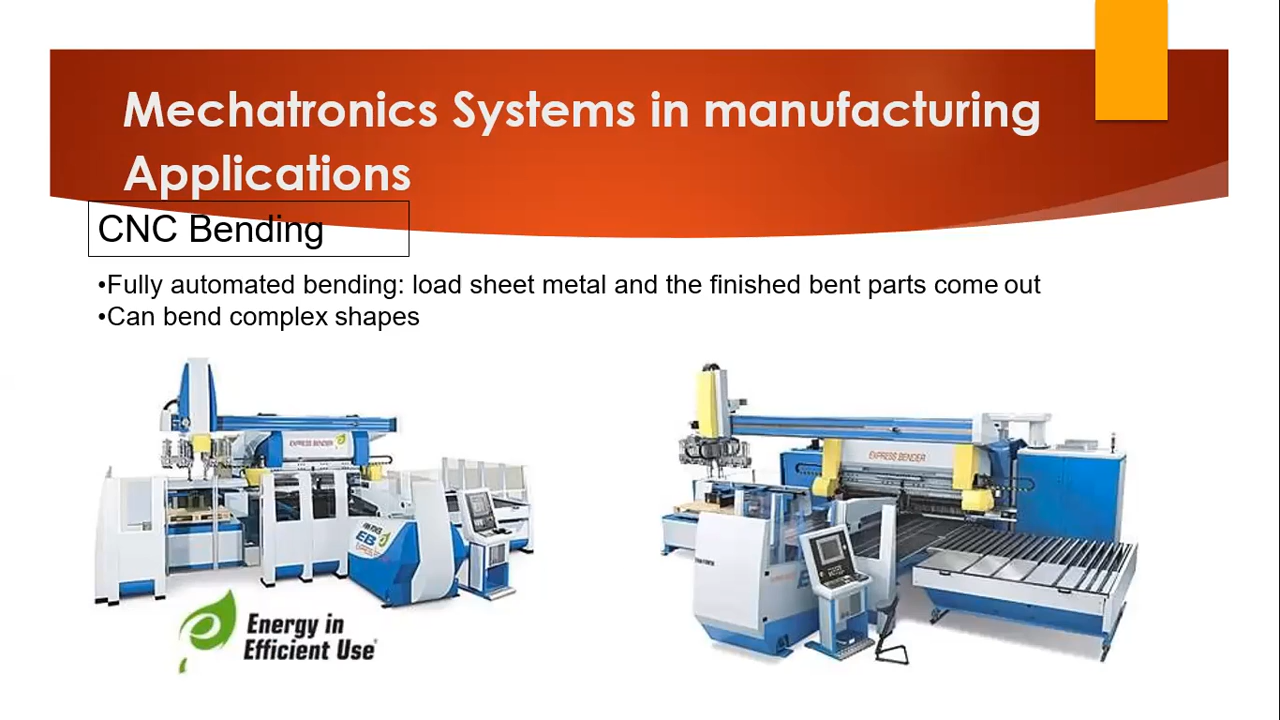 Mechatronics Systems in manufacturing
Applications
CNC Bending
•Fully automated bending: load sheet metal and the finished bent parts come out
•Can bend complex shapes
EXPRESS BENDER
EB
EXPRESS BENDER
Energy in
Efficient Use